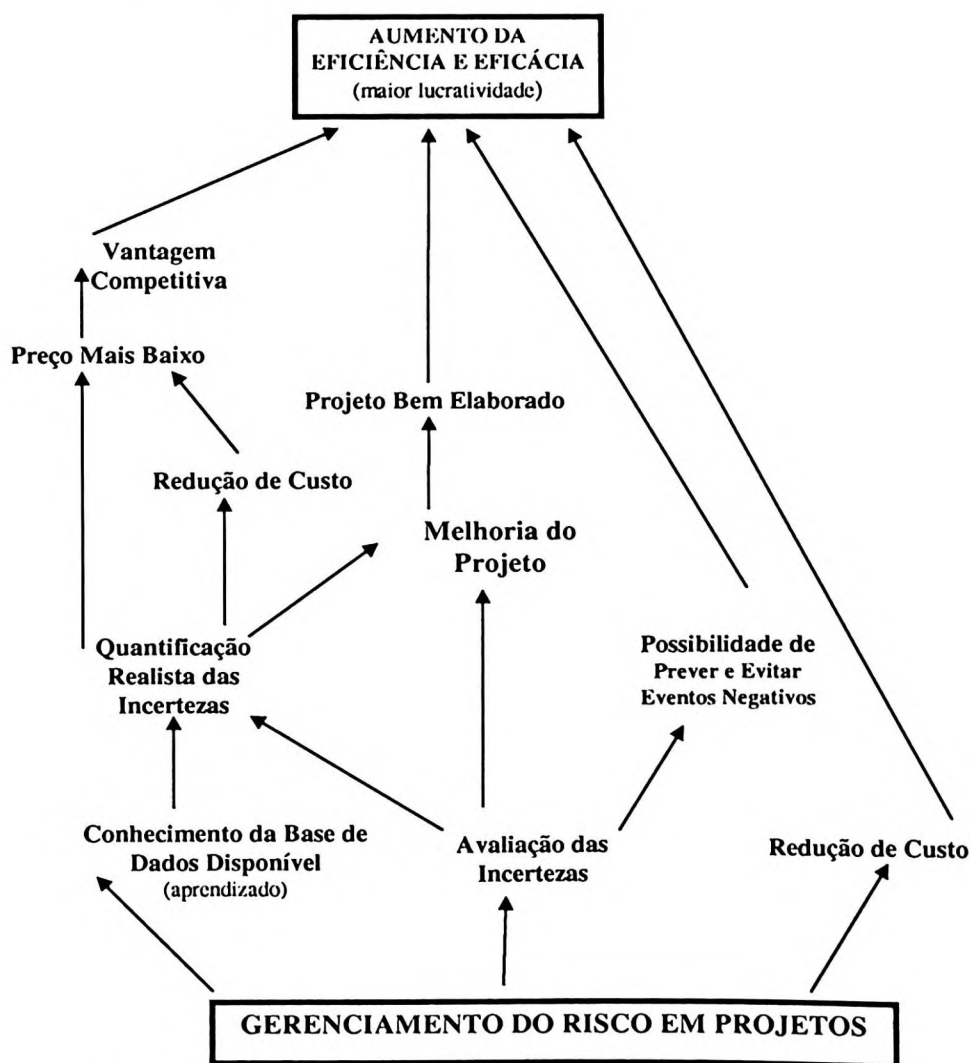 AUMENTO DA
EFICIÊNCIA E EFICÁCIA
(maior lucratividade)
Vantagem
Competitiva
Preço Mais Baixo
Projeto Bem Elaborado
Redução de Custo
Melhoria do
Projeto
Quantificação
Realista das
Incertezas
Possibilidade de
Prever e Evitar
Eventos Negativos
Conhecimento da Base de
Dados Disponível
(aprendizado)
Avaliação das
Incertezas
Redução de Custo
GERENCIAMENTO DO RISCO EM PROJETOS